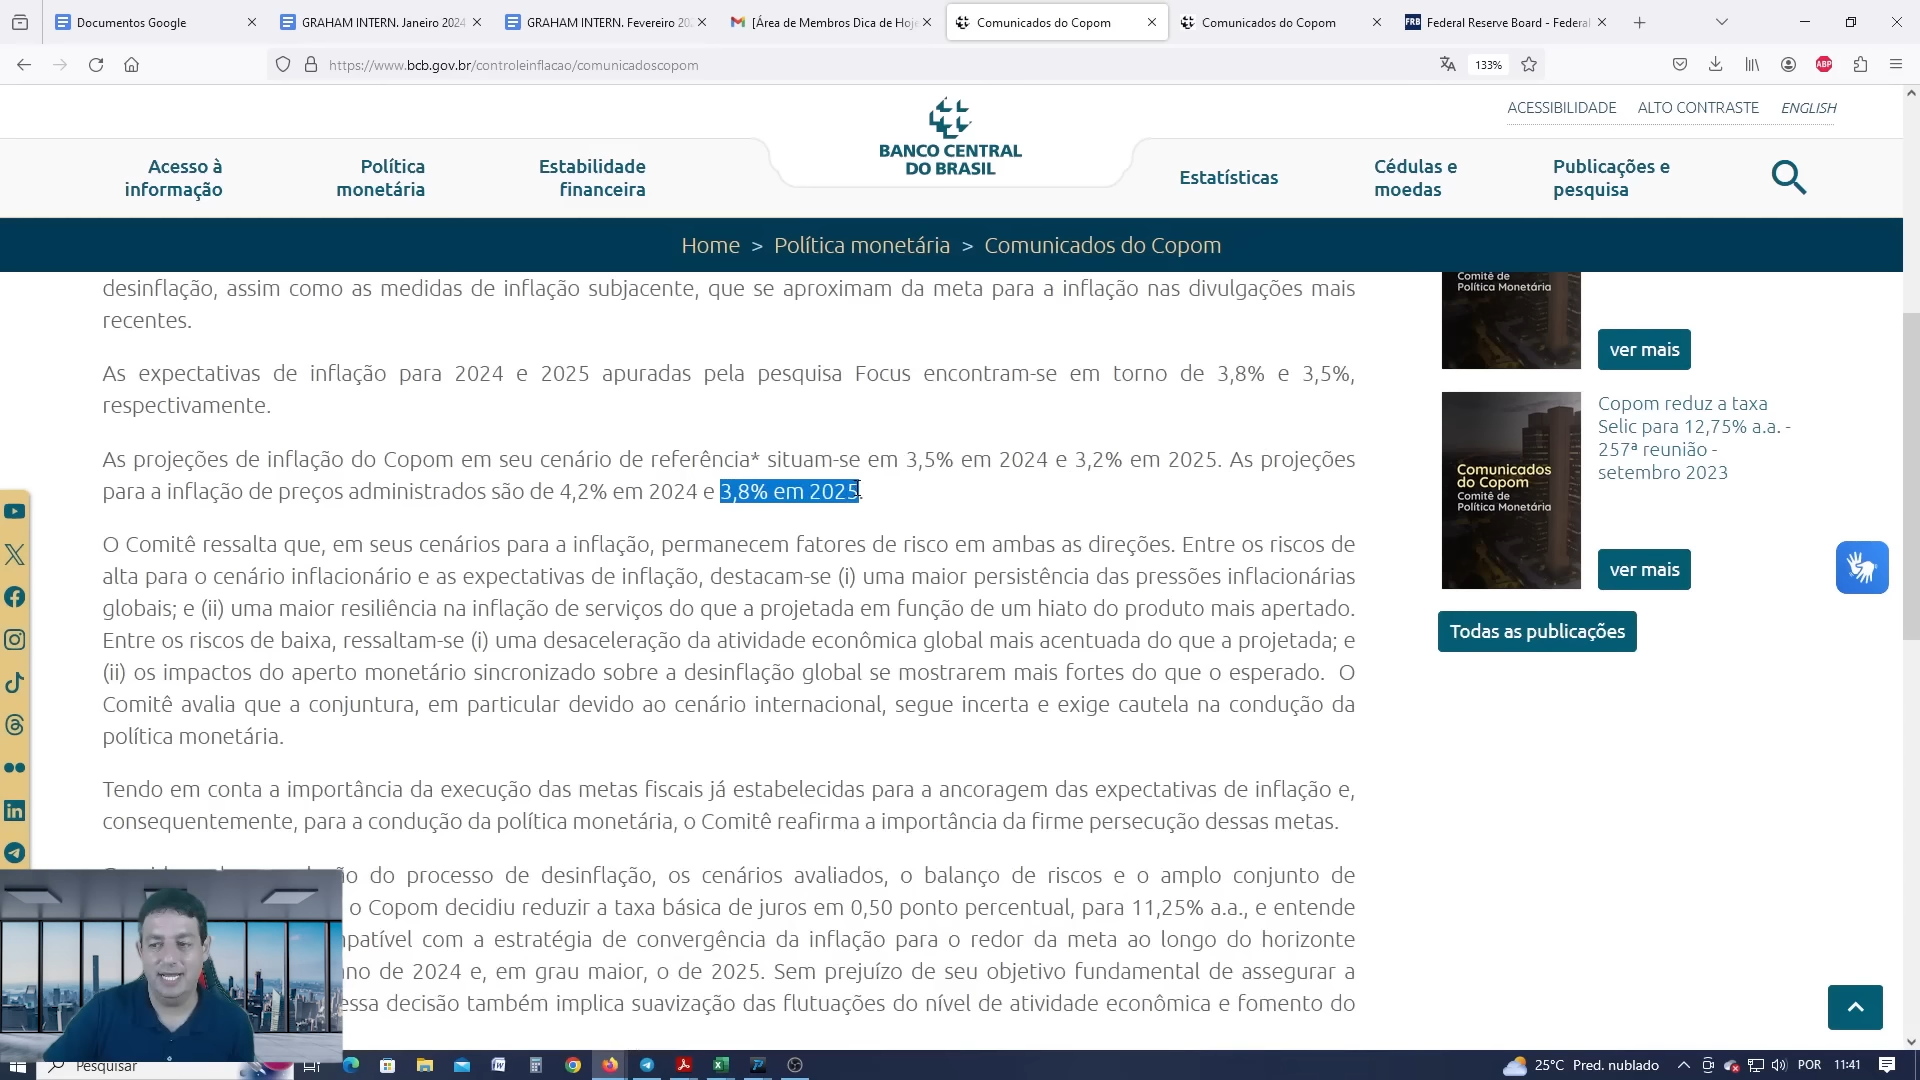 Documentos Google
GRAHAM INTERN. Janeiro 2024
GRAHAM INTERN. Fevereiro 20
[Área de Membros Dica de Hoje
Comunicados do Copom
Comunicados do Copom
Federal Reserve Board - Federal
https://www.bcb.gov.br/controleinflacao/comunicadoscopom
133%
ABP
ACESSIBILIDADE ALTO CONTRASTE ENGLISH
BANCO CENTRAL
DO BRASIL
Acesso à
informação
Política
monetária
Estabilidade
financeira
Estatísticas
Cédulas e
moedas
Publicações e
pesquisa
Home > Política monetária > Comunicados do Copom
desinflação, assim como as medidas de inflação subjacente, que se aproximam da meta para a inflação nas divulgações mais
recentes.
As expectativas de inflação para 2024 e 2025 apuradas pela pesquisa Focus encontram-se em torno de 3,8% e 3,5%,
respectivamente.
As projeções de inflação do Copom em seu cenário de referência* situam-se em 3,5% em 2024 e 3,2% em 2025. As projeções
para a inflação de preços administrados são de 4,2% em 2024 e 3,8% em 2025.
O Comitê ressalta que, em seus cenários para a inflação, permanecem fatores de risco em ambas as direções. Entre os riscos de
alta para o cenário inflacionário e as expectativas de inflação, destacam-se (i) uma maior persistência das pressões inflacionárias
globais; e (ii) uma maior resiliência na inflação de serviços do que a projetada em função de um hiato do produto mais apertado.
Entre os riscos de baixa, ressaltam-se (i) uma desaceleração da atividade econômica global mais acentuada do que a projetada; e
(ii) os impactos do aperto monetário sincronizado sobre a desinflação global se mostrarem mais fortes do que o esperado. O
Comitê avalia que a conjuntura, em particular devido ao cenário internacional, segue incerta e exige cautela na condução da
política monetária.
Tendo em conta a importância da execução das metas fiscais já estabelecidas para a ancoragem das expectativas de inflação e,
consequentemente, para a condução da política monetária, o Comitê reafirma a importância da firme persecução dessas metas.
do processo de desinflação, os cenários avaliados, o balanço de riscos e o amplo conjunto de
o Copom decidiu reduzir a taxa básica de juros em 0,50 ponto percentual, para 11,25% a.a., e entende
com a estratégia de convergência da inflação para o redor da meta ao longo do horizonte
ano de 2024 e, em grau maior, o de 2025. Sem prejuízo de seu objetivo fundamental de assegurar a
essa decisão também implica suavização das flutuações do nível de atividade econômica e fomento do
Comitê de
Política Monetária
ver mais
Comunicados
do Copom
Comitê de
Política Monetária
Copom reduz a taxa
Selic para 12,75% a.a. -
257ª reunião -
setembro 2023
ver mais
Todas as publicações
Pesquisar
25°C Pred. nublado
POR
11:41